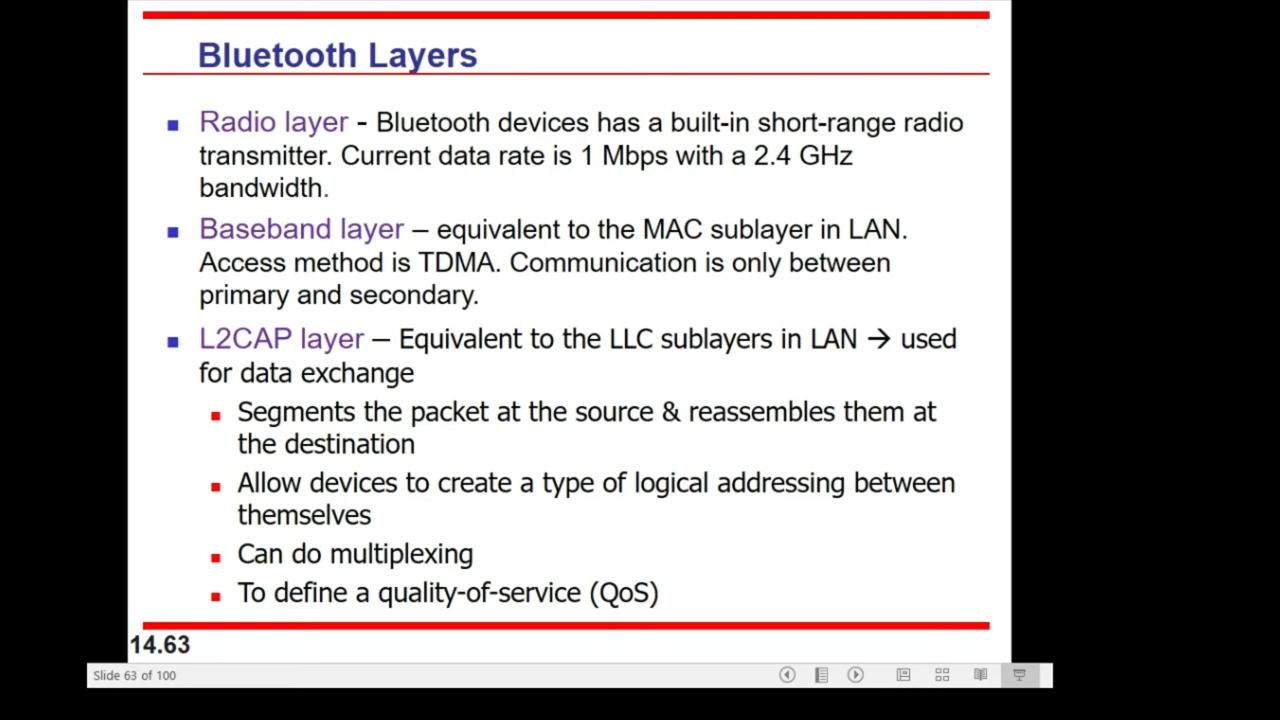 Bluetooth Layers
Radio layer - Bluetooth devices has a built-in short-range radio
transmitter. Current data rate is 1 Mbps with a 2.4 GHz
bandwidth.
Baseband layer – equivalent to the MAC sublayer in LAN.
Access method is TDMA. Communication is only between
primary and secondary.
L2CAP layer – Equivalent to the LLC sublayers in LAN → used
for data exchange
Segments the packet at the source & reassembles them at
the destination
Allow devices to create a type of logical addressing between
themselves
Can do multiplexing
To define a quality-of-service (QoS)
14.63
Slide 63 of 100